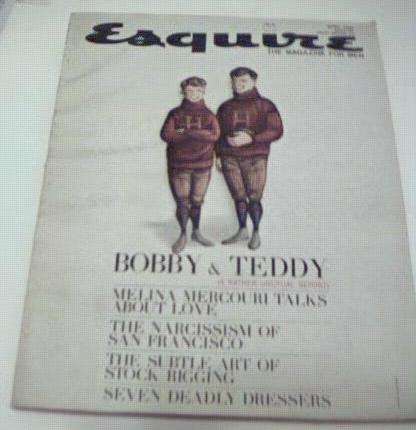 Esquire
THE MAGAZINE FOR MEN
H
H
BOBBY & TEDDY
(A RATHER UNUSUAL REPORT)
MELINA MERCOURI TALKS
ABOUT LOVE
THE NARCISSISM OF
SAN FRANCISCO
THE SUBTLE ART OF
STOCK RIGGING
SEVEN DEADLY DRESSERS